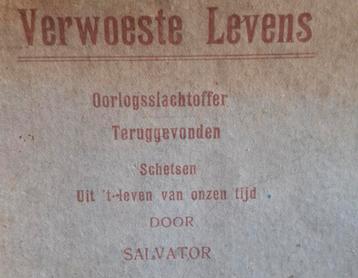 Verwoeste Levens
Oorlogsslachtoffer
Teruggevonden
Schetsen
Uit 't-leven van onzen tijd
DOOR
SALVATOR